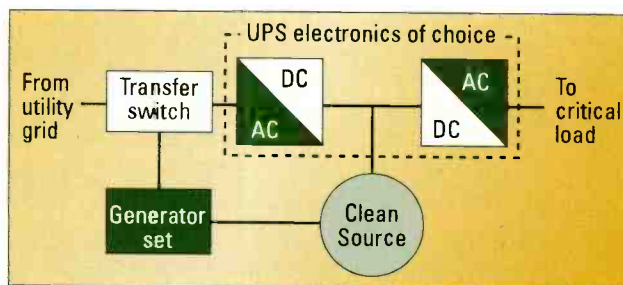 UPS electronics of choice
From
utility
grid
Transfer
switch
DC
AC
AC
DC
To
critical
load
Generator
set
Clean
Source